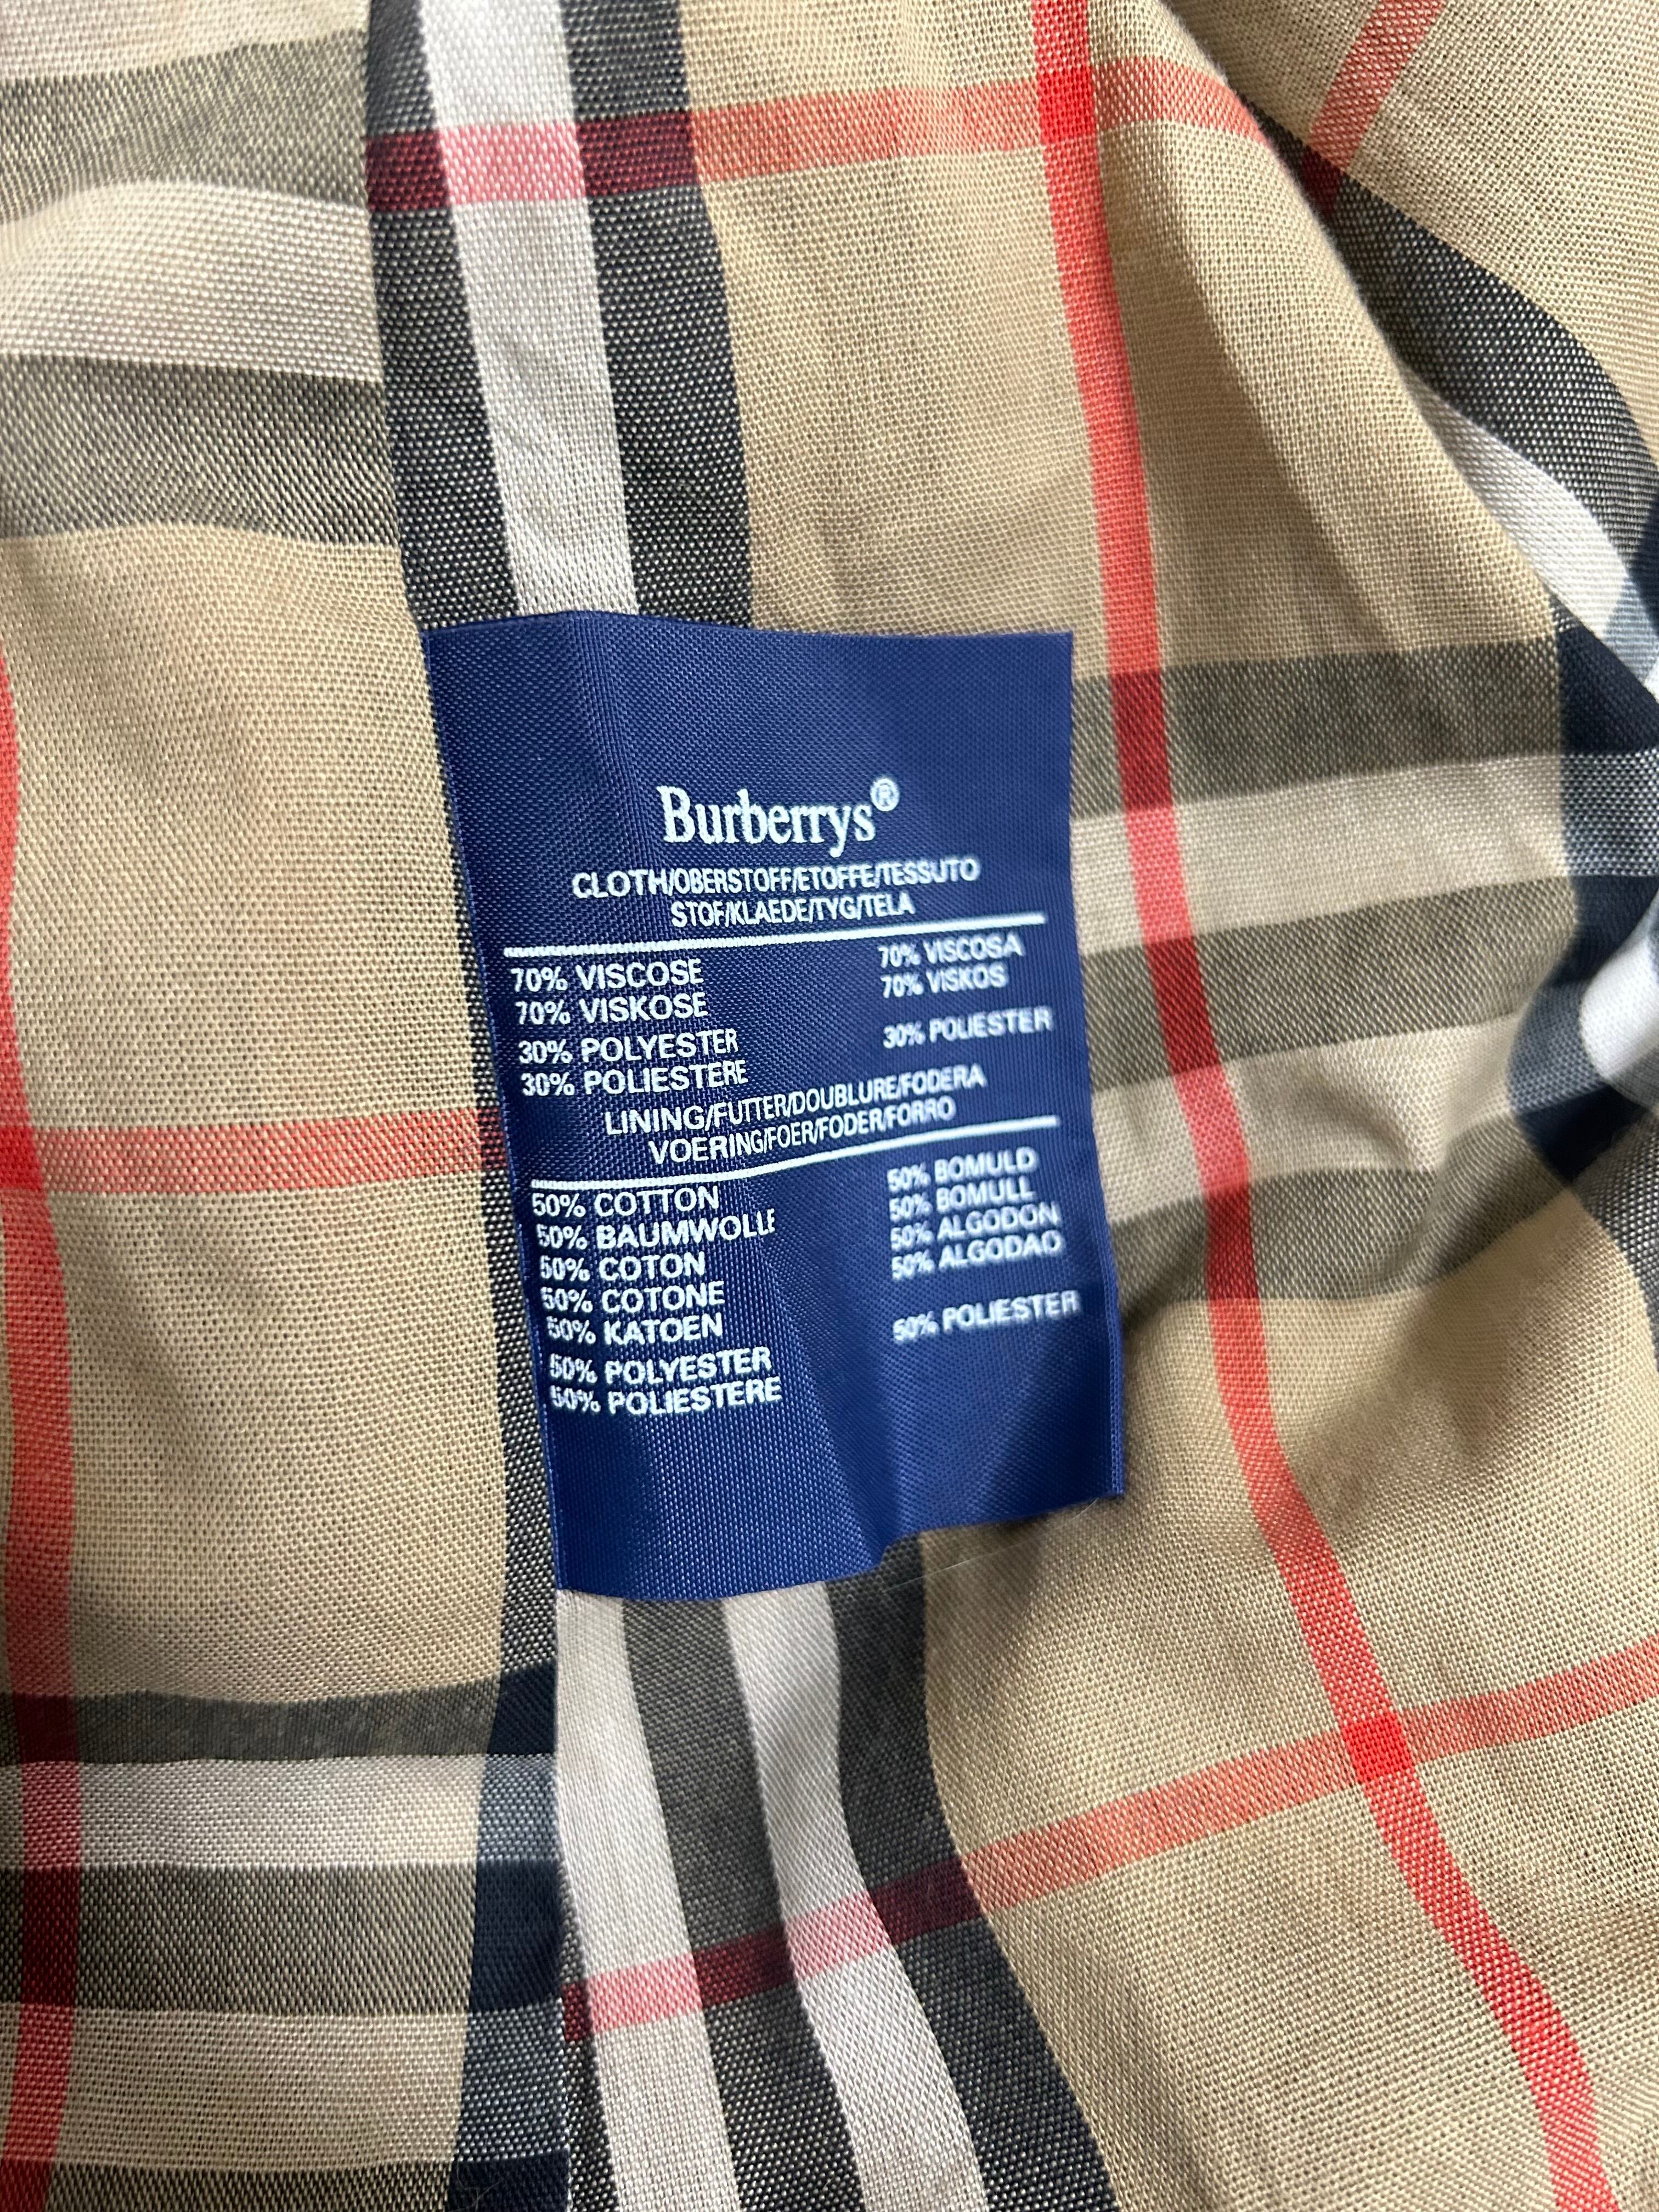 Burberrys®
CLOTH/OBERSTOFF/ETOFFE/TESSUTO
STOF/KLAEDE/TYG/TELA
70% VISCOSE
70% VISKOSE
30% POLYESTER
30% POLIESTERE
70% VISCOSA
70% VISKOS
30% POLIESTER
LINING/FUTTER/DOUBLURE/FODERA
VOERING/FOER/FODER/FORRO
50% COTTON
50% BAUMWOLLE
50% COTON
50% COTONE
50% KATOEN
50% POLYESTER
50% POLIESTERE
50% BOMULD
50% BOMULL
50% ALGODON
50% ALGODAO
50% POLIESTER